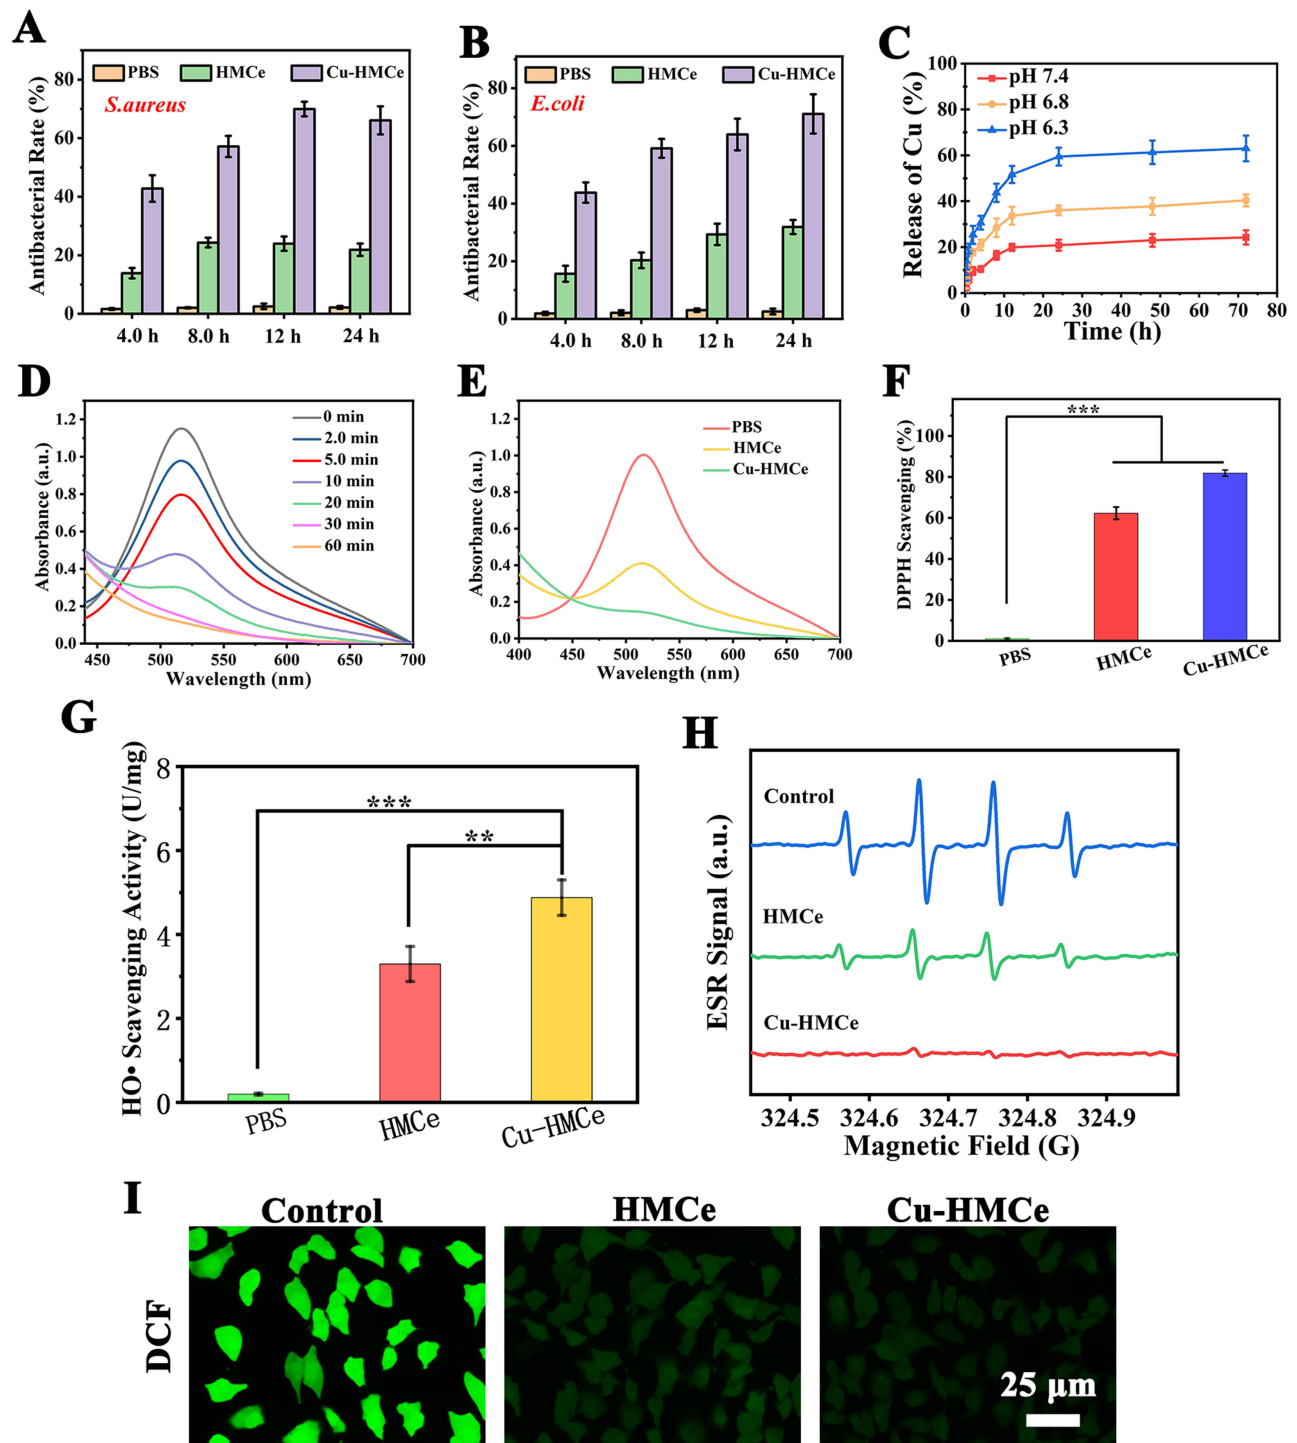 A
Antibacterial Rate (%)
80
60
40
20
0
PBS HMCe Cu-HMCe
S.aureus
4.0 h 8.0 h 12 h 24 h
B
Antibacterial Rate (%)
80
60
40
20
0
PBS HMCe Cu-HMCe
E.coli
4.0 h 8.0 h 12 h 24 h
C
Release of Cu (%)
100
80
60
40
20
0
pH 7.4
pH 6.8
pH 6.3
0 10 20 30 40 50 60 70 80
Time (h)
D
Absorbance (a.u.)
1.2
1.0
0.8
0.6
0.4
0.2
0.0
0 min
2.0 min
5.0 min
10 min
20 min
30 min
60 min
450 500 550 600 650 700
Wavelength (nm)
E
Absorbance (a.u.)
1.2
1.0
0.8
0.6
0.4
0.2
0.0
PBS
HMCe
Cu-HMCe
400 450 500 550 600 650 700
Wavelength (nm)
F
DPPH Scavenging (%)
100
80
60
40
20
0
***
PBS HMCe Cu-HMCe
G
HO• Scavenging Activity (U/mg)
8
6
4
2
0
***
**
PBS HMCe Cu-HMCe
H
ESR Signal (a.u.)
Control
HMCe
Cu-HMCe
324.5 324.6 324.7 324.8 324.9
Magnetic Field (G)
I
Control HMCe Cu-HMCe
DCF
25 μm